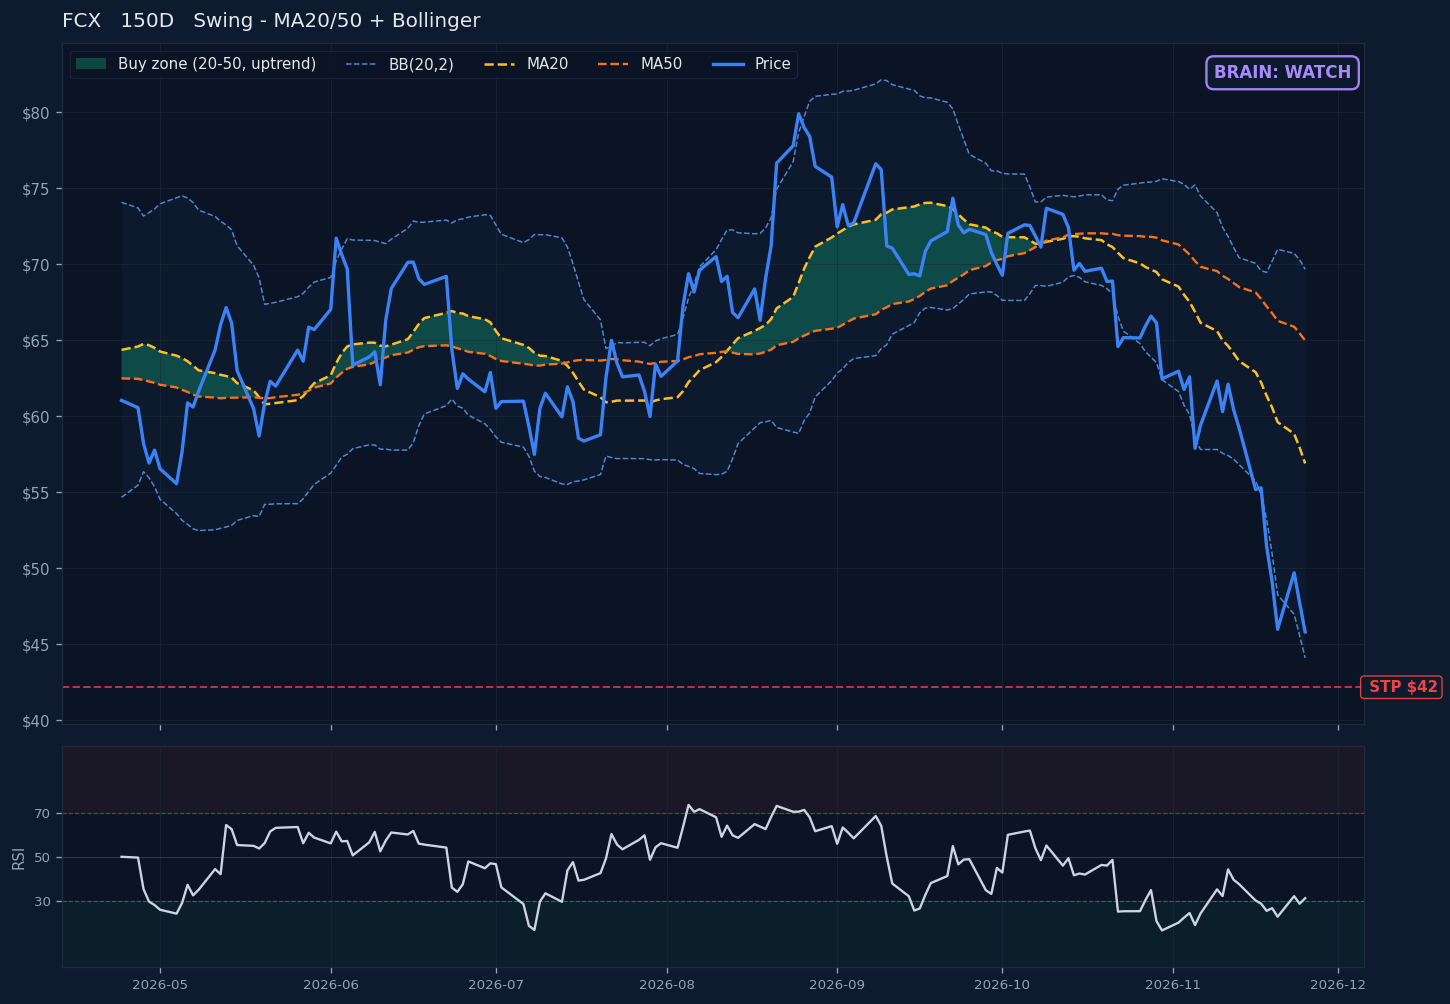 FCX   150D   Swing - MA20/50 + Bollinger
Buy zone (20-50, uptrend)   BB(20,2)   MA20   MA50   Price
BRAIN: WATCH
$80
$75
$70
$65
$60
$55
$50
$45
STP $42
$40
70
50
30
RSI
2026-05   2026-06   2026-07   2026-08   2026-09   2026-10   2026-11   2026-12